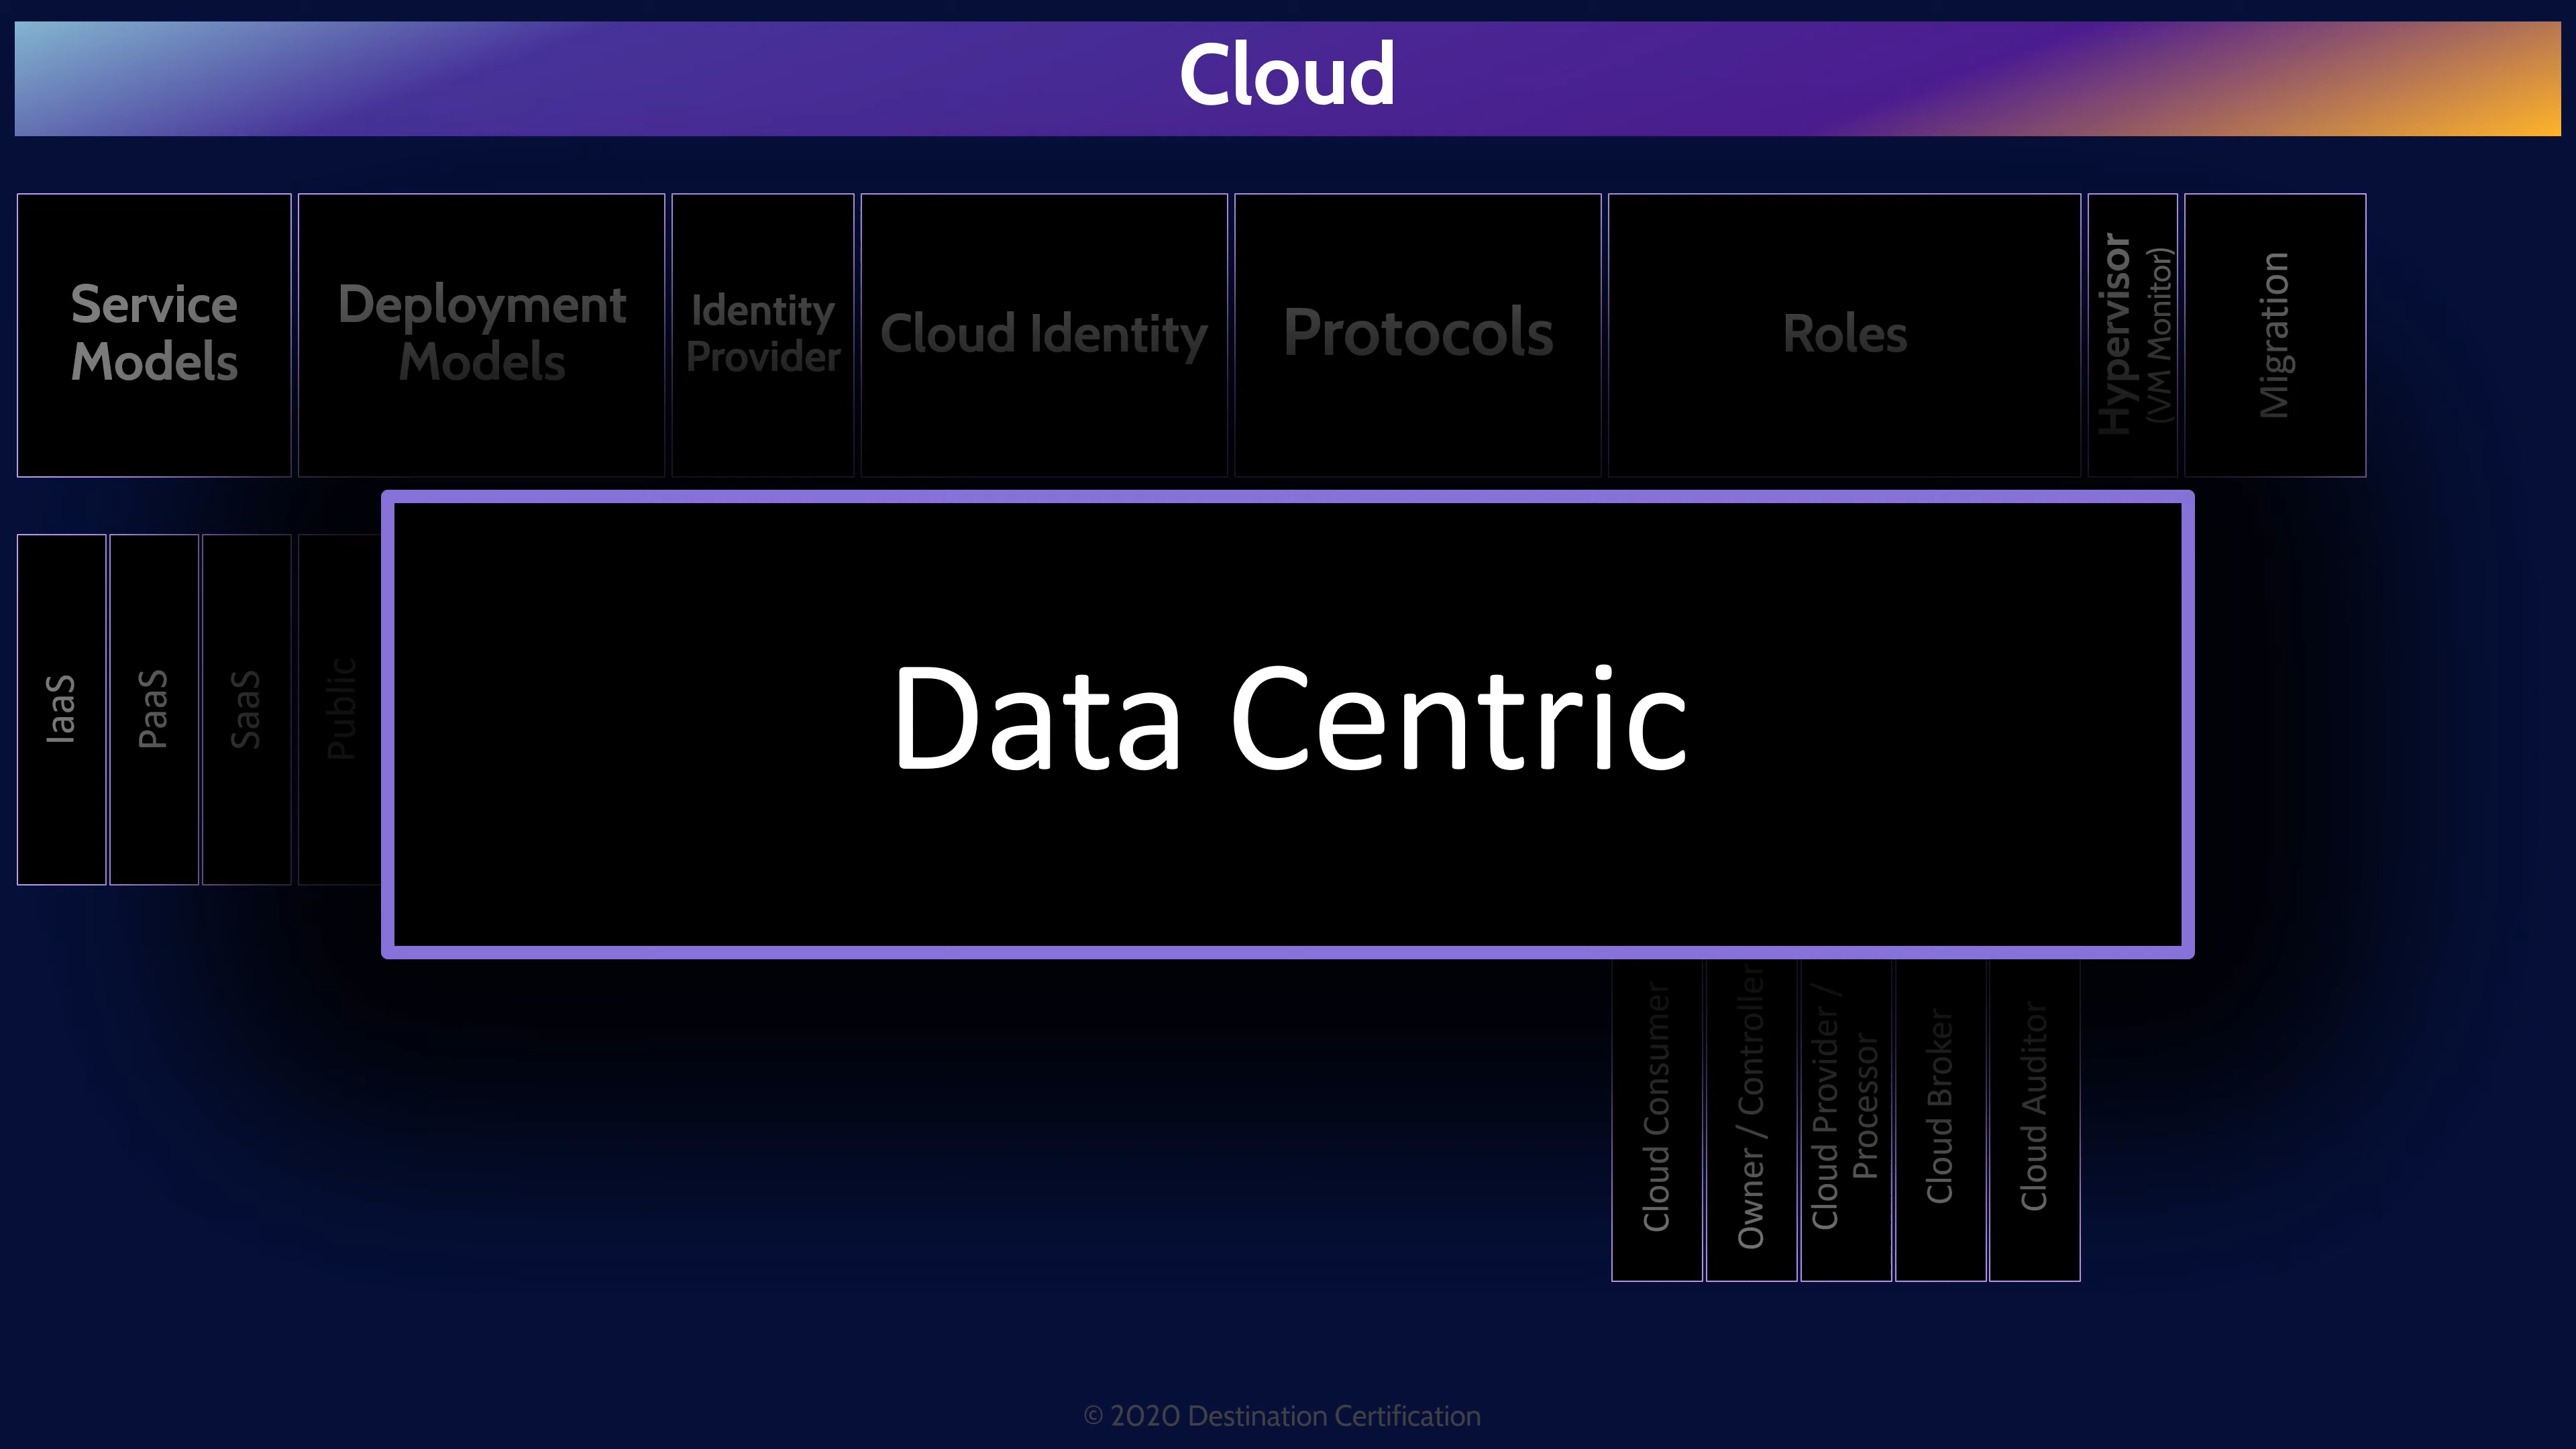 Cloud
Service
Models
Deployment
Models
Identity
Provider
Cloud Identity
Protocols
Roles
Hypervisor
(VM Monitor)
Migration
IaaS
PaaS
SaaS
Public
Data Centric
Cloud Consumer
Owner / Controller
Cloud Provider /
Processor
Cloud Broker
Cloud Auditor
© 2020 Destination Certification